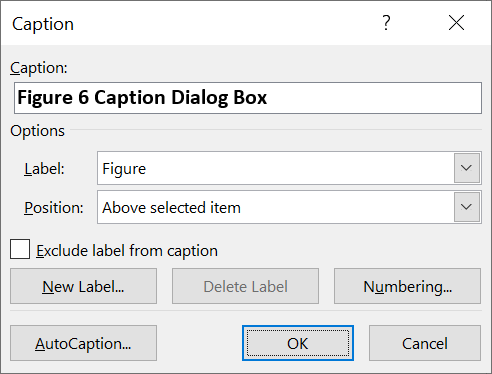 Caption ?
Caption:
Figure 6 Caption Dialog Box
Options
Label: Figure
Position: Above selected item
Exclude label from caption
New Label... Delete Label Numbering...
AutoCaption... OK Cancel